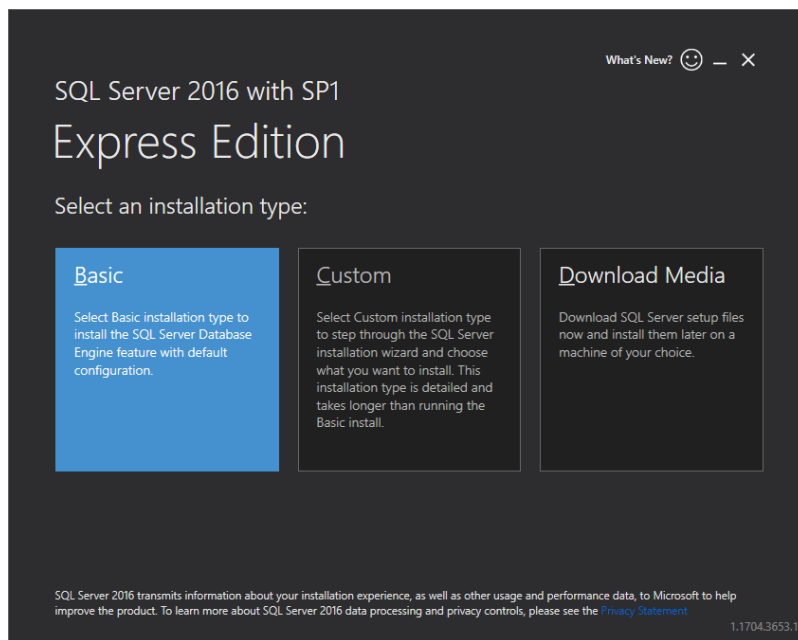 What's New?
SQL Server 2016 with SP1
Express Edition
Select an installation type:
Basic
Select Basic installation type to
install the SQL Server Database
Engine feature with default
configuration.
Custom
Select Custom installation type
to step through the SQL Server
installation wizard and choose
what you want to install. This
installation type is detailed and
takes longer than running the
Basic install.
Download Media
Download SQL Server setup files
now and install them later on a
machine of your choice.
SQL Server 2016 transmits information about your installation experience, as well as other usage and performance data, to Microsoft to help
improve the product. To learn more about SQL Server 2016 data processing and privacy controls, please see the Privacy Statement
1.1704.3653.1